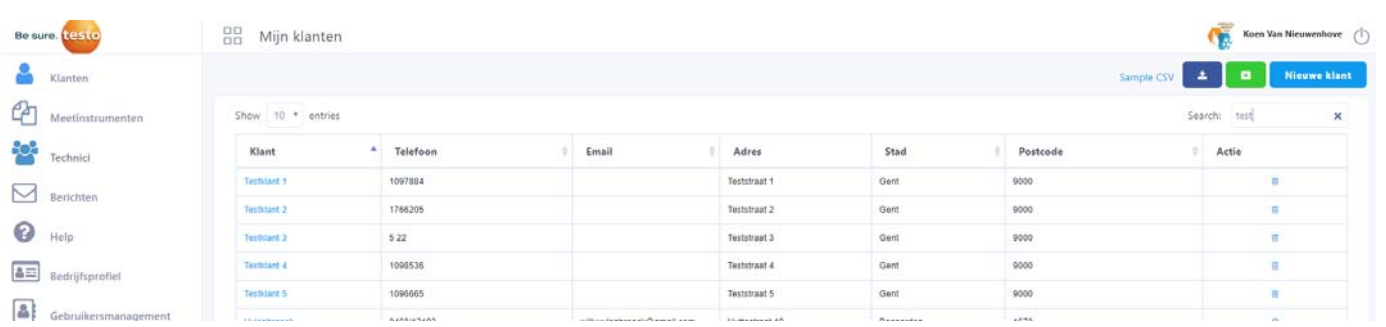 Be sure. testo
Mijn klanten
Koen Van Nieuwenhove
Klanten
Meetinstrumenten
Technici
Berichten
Help
Bedrijfsprofiel
Gebruikersmanagement
Sample CSV Nieuwe klant
Show 10 entries
Search: test
Klant Telefoon Email Adres Stad Postcode Actie
Testklant 1 1097884 Teststraat 1 Gent 9000
Testklant 2 1766205 Teststraat 2 Gent 9000
Testklant 3 5 22 Teststraat 3 Gent 9000
Testklant 4 1098536 Teststraat 4 Gent 9000
Testklant 5 1096665 Teststraat 5 Gent 9000